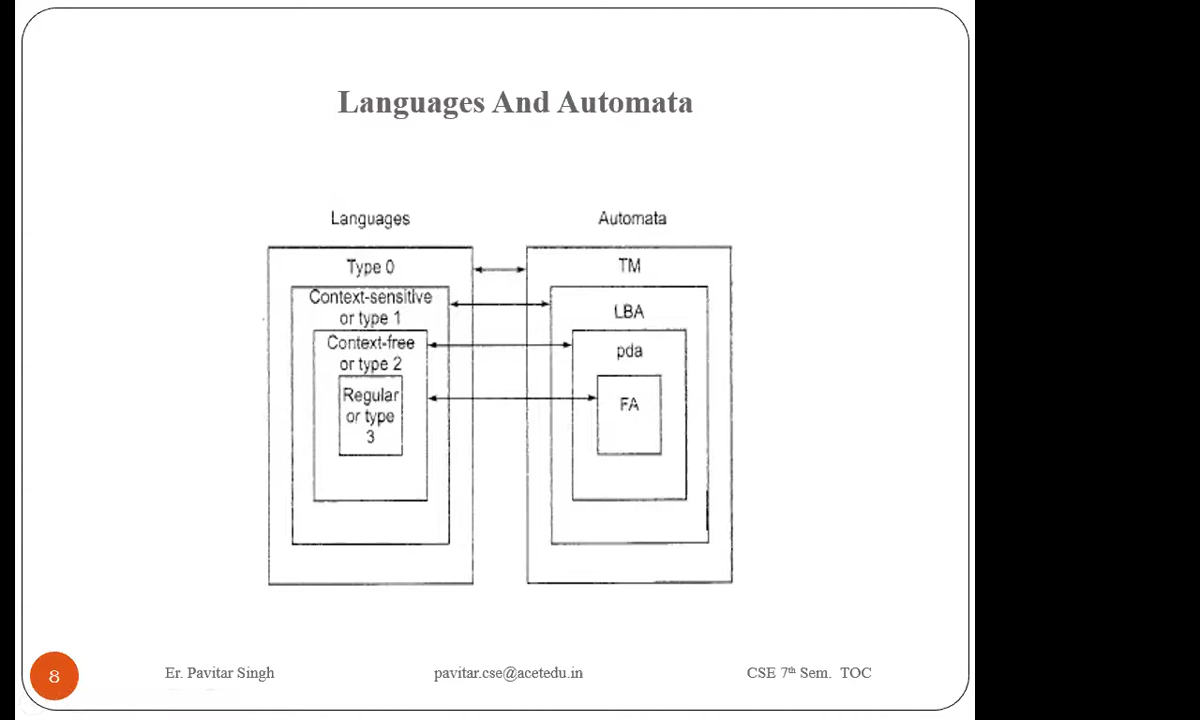 Languages And Automata
Languages
Automata
Type 0
TM
Context-sensitive
or type 1
LBA
Context-free
or type 2
pda
Regular
or type
3
FA
8
Er. Pavitar Singh
pavitar.cse@acetedu.in
CSE 7th Sem. TOC